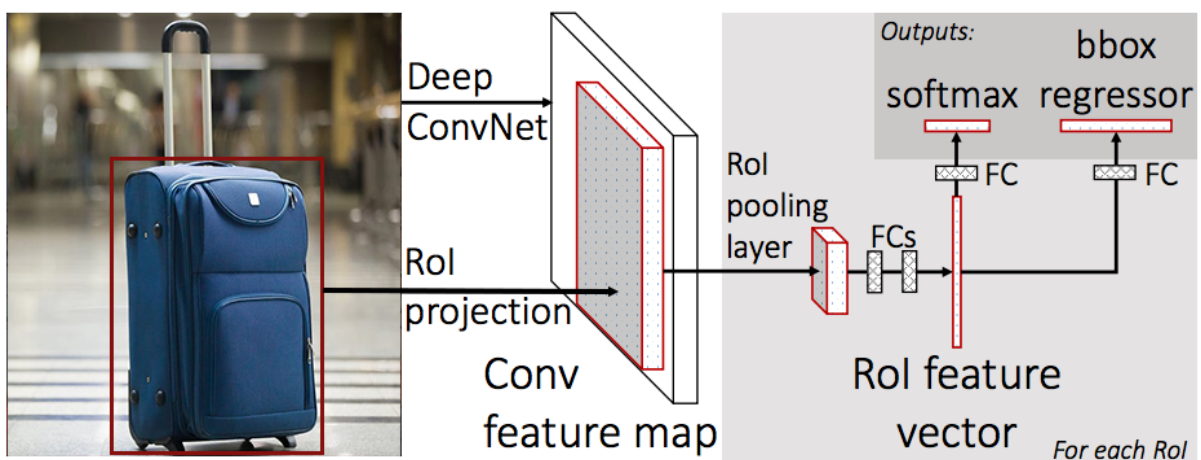 Deep
ConvNet
RoI
projection
Conv
feature map
RoI
pooling
layer
FCs
RoI feature
vector
Outputs:
softmax
bbox
regressor
FC
FC
For each RoI